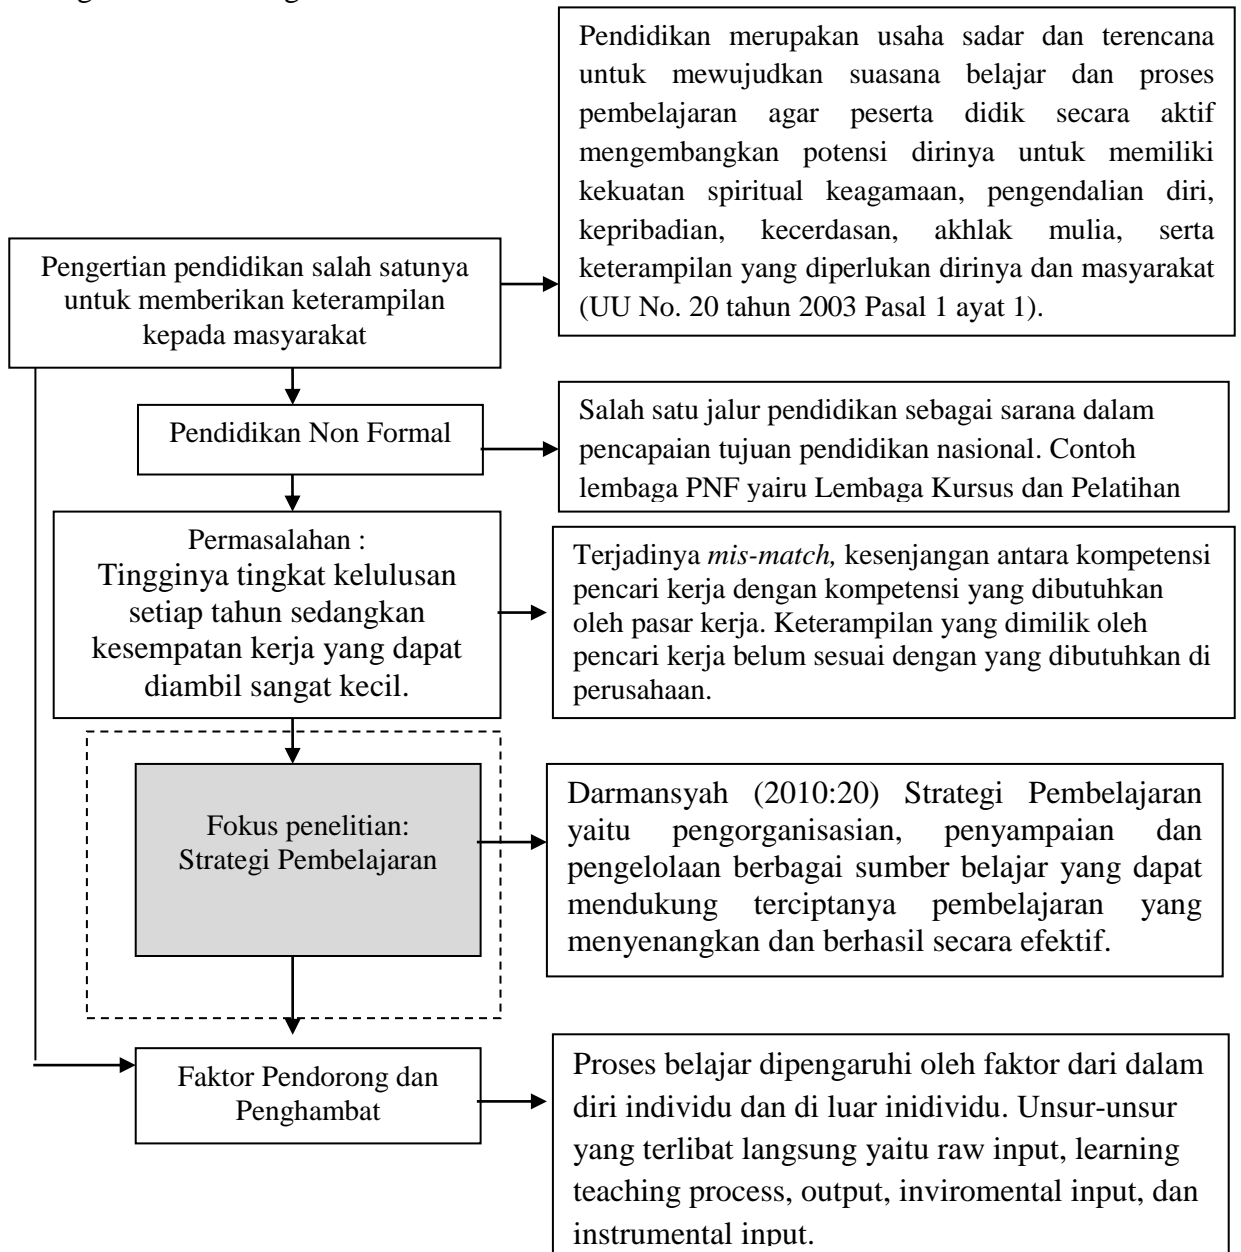 Pendidikan merupakan usaha sadar dan terencana
untuk mewujudkan suasana belajar dan proses
pembelajaran agar peserta didik secara aktif
mengembangkan potensi dirinya untuk memiliki
kekuatan spiritual keagamaan, pengendalian diri,
kepribadian, kecerdasan, akhlak mulia, serta
keterampilan yang diperlukan dirinya dan masyarakat
(UU No. 20 tahun 2003 Pasal 1 ayat 1).
Pengertian pendidikan salah satunya
untuk memberikan keterampilan
kepada masyarakat
Pendidikan Non Formal
Salah satu jalur pendidikan sebagai sarana dalam
pencapaian tujuan pendidikan nasional. Contoh
lembaga PNF yairu Lembaga Kursus dan Pelatihan
Permasalahan :
Tingginya tingkat kelulusan
setiap tahun sedangkan
kesempatan kerja yang dapat
diambil sangat kecil.
Terjadinya mis-match, kesenjangan antara kompetensi
pencari kerja dengan kompetensi yang dibutuhkan
oleh pasar kerja. Keterampilan yang dimilik oleh
pencari kerja belum sesuai dengan yang dibutuhkan di
perusahaan.
Fokus penelitian:
Strategi Pembelajaran
Darmansyah (2010:20) Strategi Pembelajaran
yaitu pengorganisasian, penyampaian dan
pengelolaan berbagai sumber belajar yang dapat
mendukung terciptanya pembelajaran yang
menyenangkan dan berhasil secara efektif.
Faktor Pendorong dan
Penghambat
Proses belajar dipengaruhi oleh faktor dari dalam
diri individu dan di luar inidividu. Unsur-unsur
yang terlibat langsung yaitu raw input, learning
teaching process, output, inviromental input, dan
instrumental input.